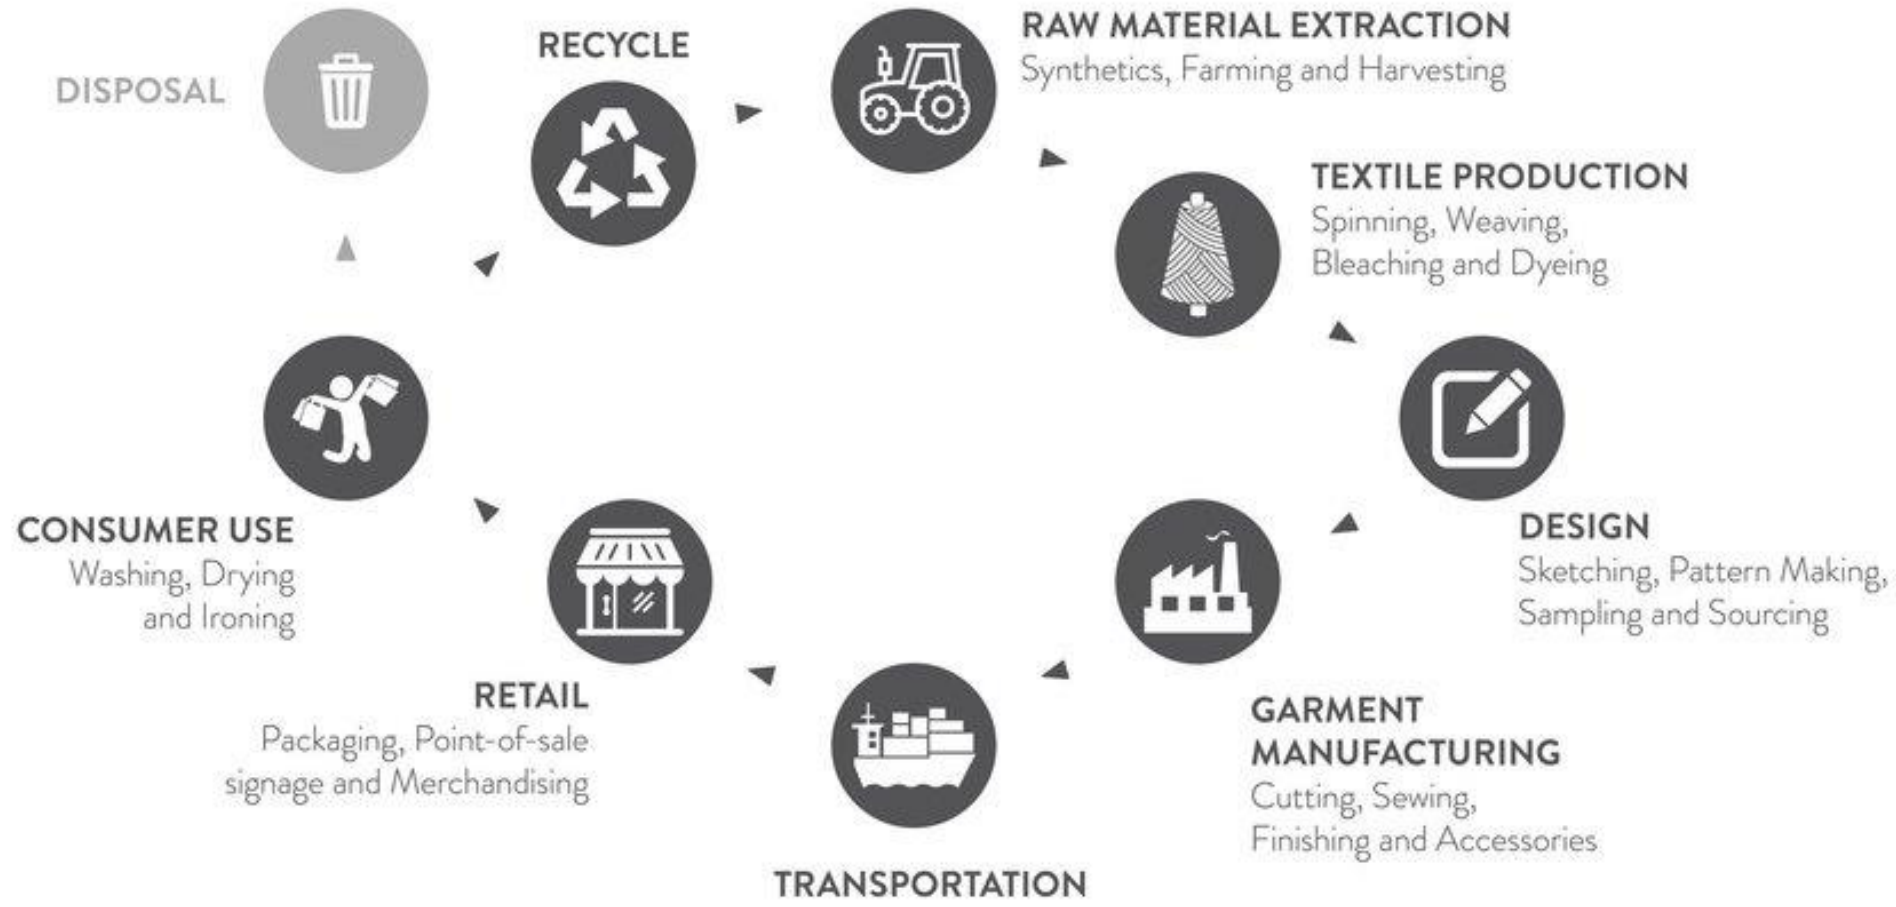 DISPOSAL
RECYCLE
RAW MATERIAL EXTRACTION
Synthetics, Farming and Harvesting
TEXTILE PRODUCTION
Spinning, Weaving,
Bleaching and Dyeing
DESIGN
Sketching, Pattern Making,
Sampling and Sourcing
GARMENT
MANUFACTURING
Cutting, Sewing,
Finishing and Accessories
TRANSPORTATION
RETAIL
Packaging, Point-of-sale
signage and Merchandising
CONSUMER USE
Washing, Drying
and Ironing